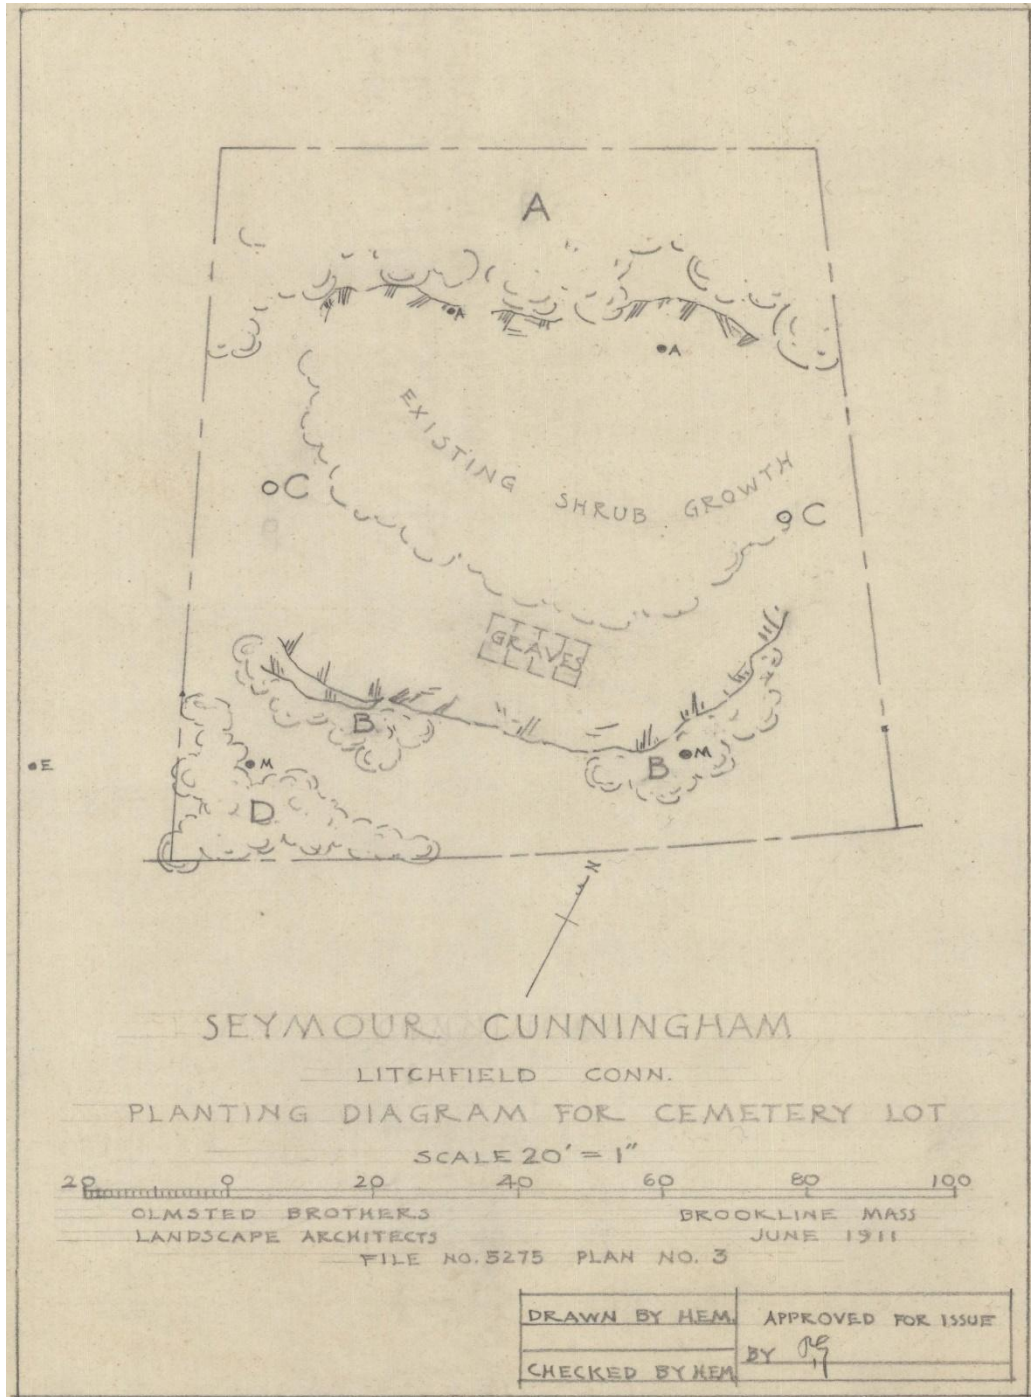 A
A
A
EXISTING SHRUB GROWTH
C
C
GRAVES
B
B
M
E
M
D
N
SEYMOUR CUNNINGHAM
LITCHFIELD CONN.
PLANTING DIAGRAM FOR CEMETERY LOT
SCALE 20' = 1"
20 0 20 40 60 80 100
OLMSTED BROTHERS BROOKLINE MASS
LANDSCAPE ARCHITECTS JUNE 1911
FILE NO. 5275 PLAN NO. 3
DRAWN BY H.E.M. APPROVED FOR ISSUE
BY
CHECKED BY HEM